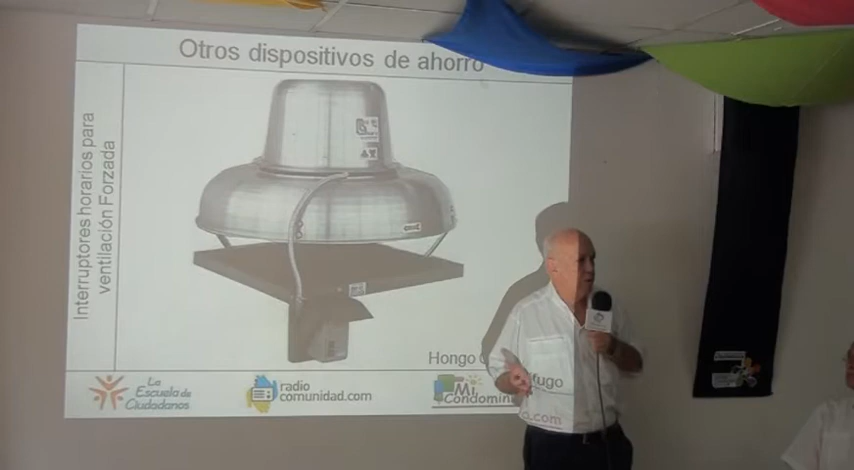 Otros dispositivos de ahorro
Interruptores horarios para
ventilación Forzada
Hongo
fugo
La
Escuela de
Ciudadanos
radio
comunidad.com
Mi
Condomini
.com